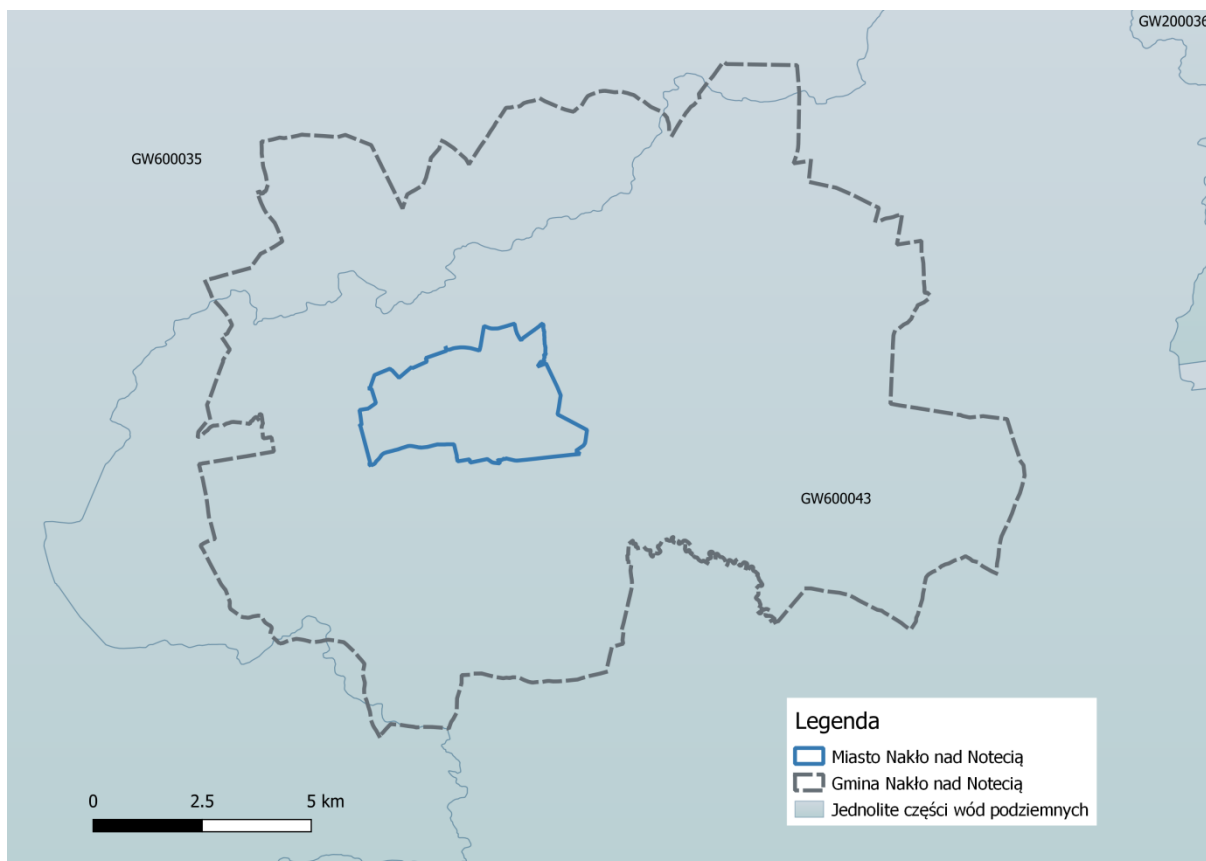 GW200036
GW600035
GW600043
Legenda
Miasto Nakło nad Notecią
Gmina Nakło nad Notecią
Jednolite części wód podziemnych
0 2.5 5 km